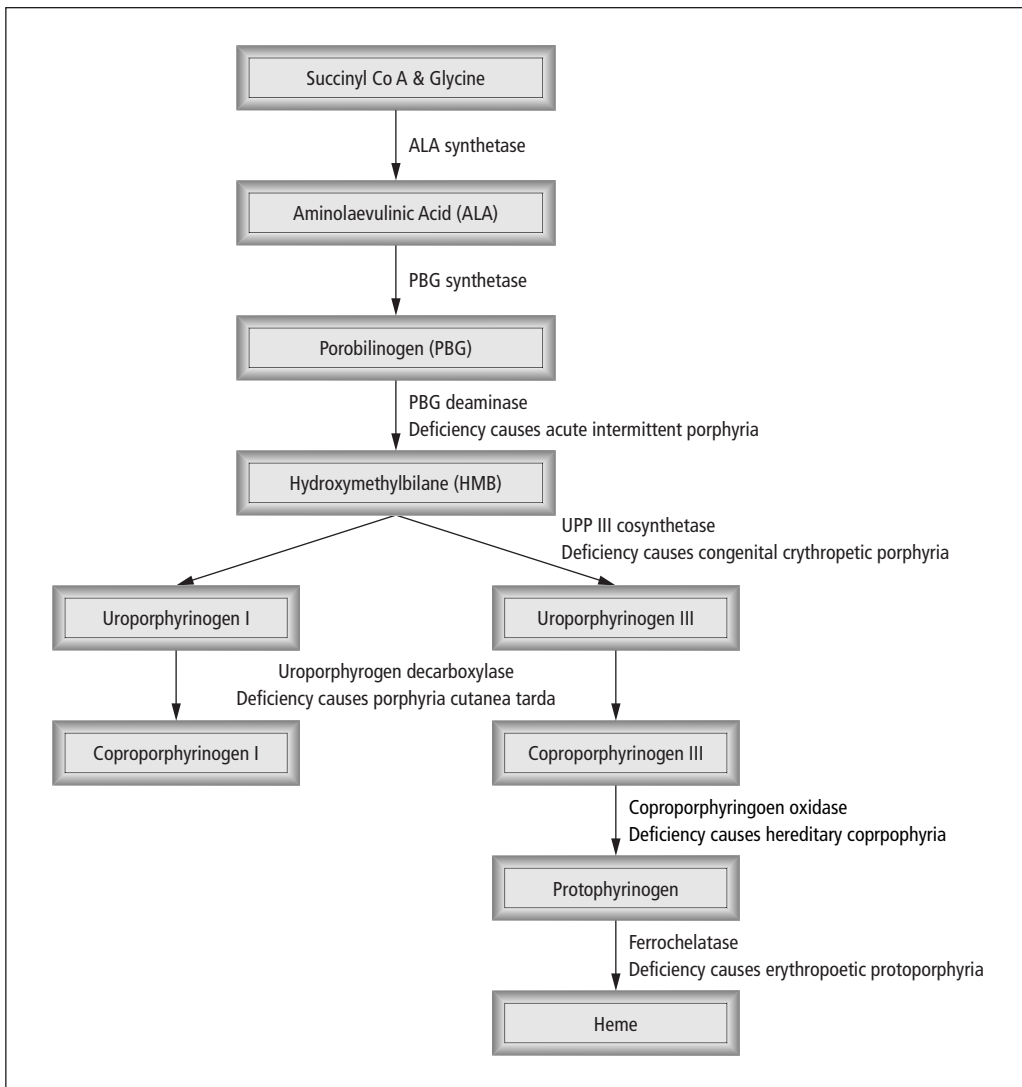 Succinyl Co A & Glycine
ALA synthetase
Aminolaevulinic Acid (ALA)
PBG synthetase
Porobilinogen (PBG)
PBG deaminase
Deficiency causes acute intermittent porphyria
Hydroxymethylbilane (HMB)
UPP III cosynthetase
Deficiency causes congenital crythropetic porphyria
Uroporphyrinogen I
Uroporphyrinogen III
Uroporphyrogen decarboxylase
Deficiency causes porphyria cutanea tarda
Coproporphyrinogen I
Coproporphyrinogen III
Coproporphyringoen oxidase
Deficiency causes hereditary coprpophyria
Protophyrinogen
Ferrochelatase
Deficiency causes erythropoetic protoporphyria
Heme